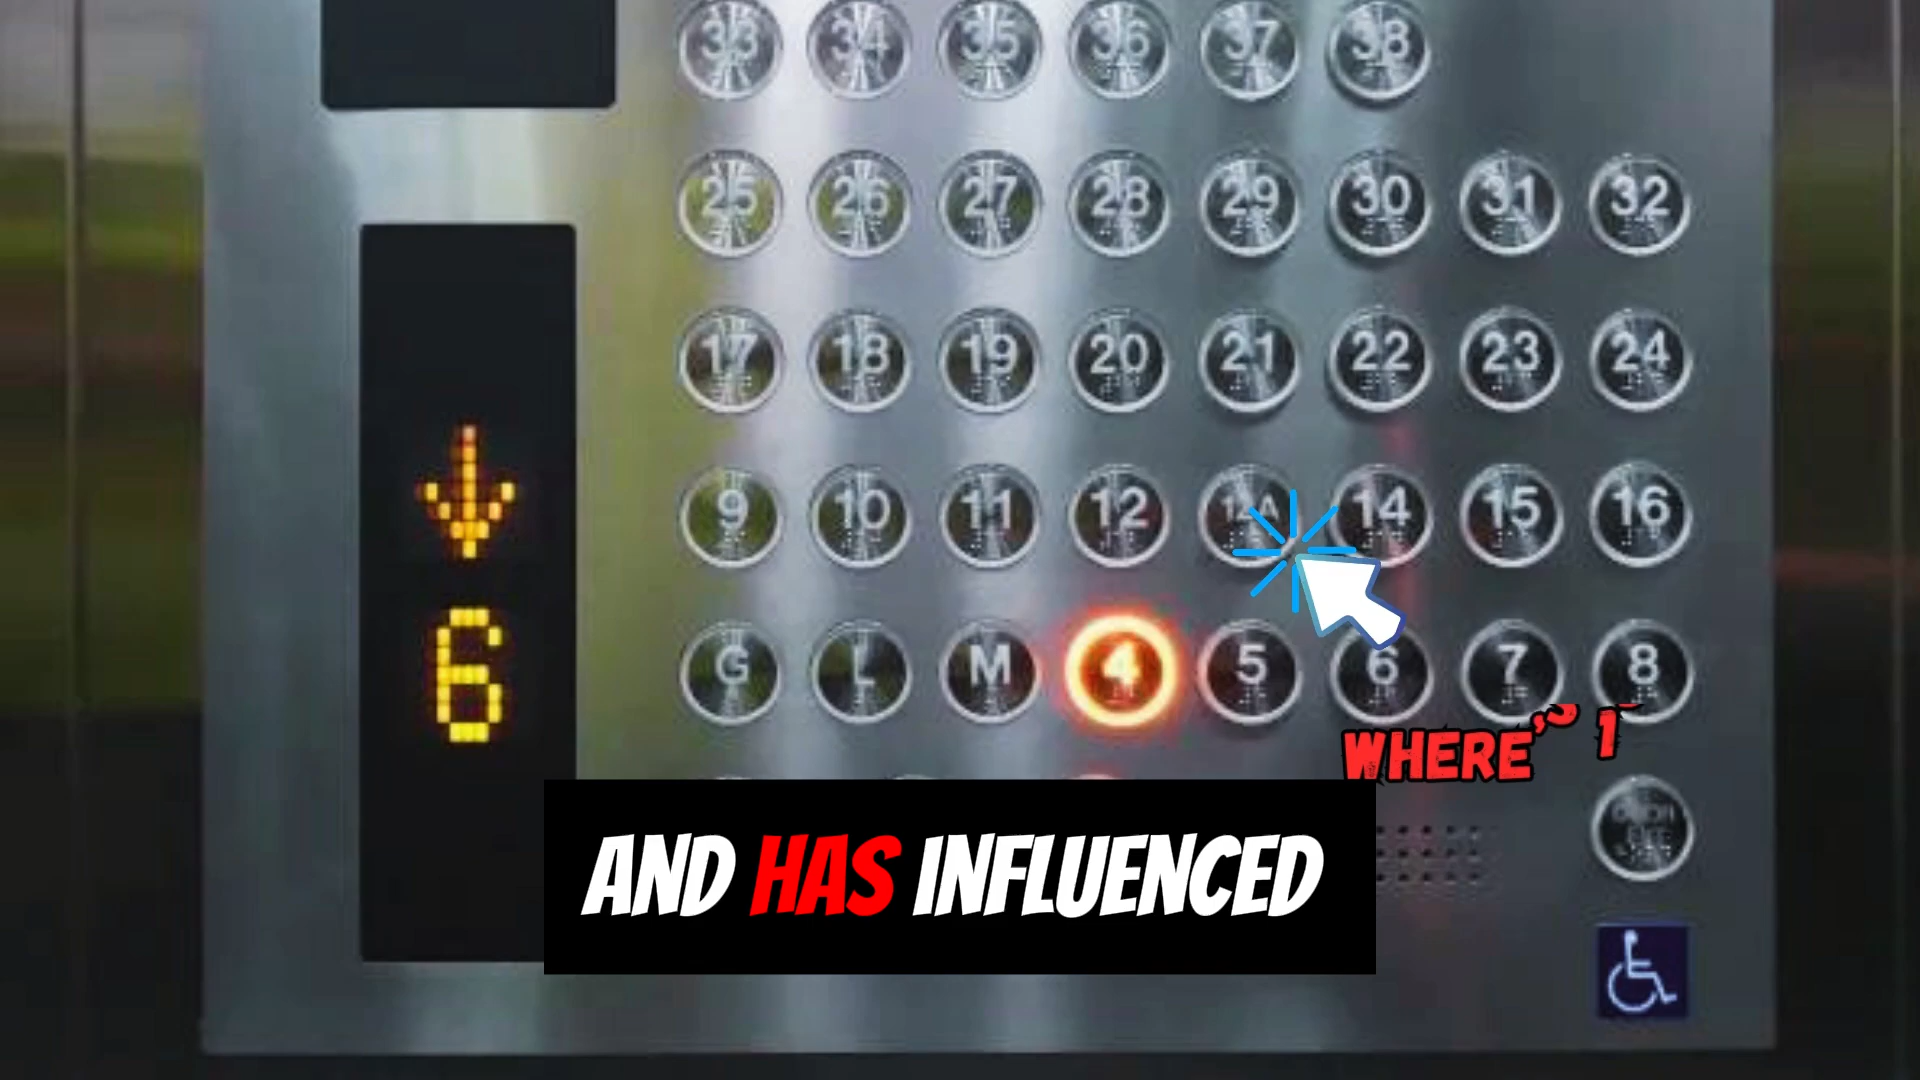 33 34 35 36 37 38
25 26 27 28 29 30 31 32
17 18 19 20 21 22 23 24
9 10 11 12 12A 14 15 16
G L M 4 5 6 7 8
6
WHERE'S 1
AND HAS INFLUENCED